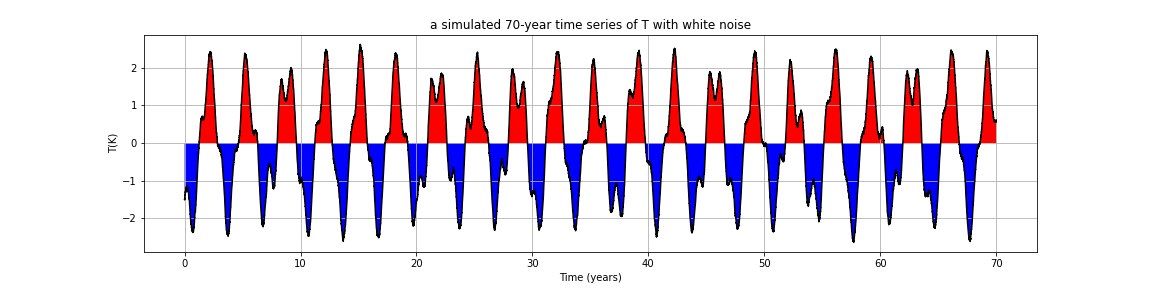 a simulated 70-year time series of T with white noise
T(K)
2
1
0
−1
−2
0 10 20 30 40 50 60 70
Time (years)